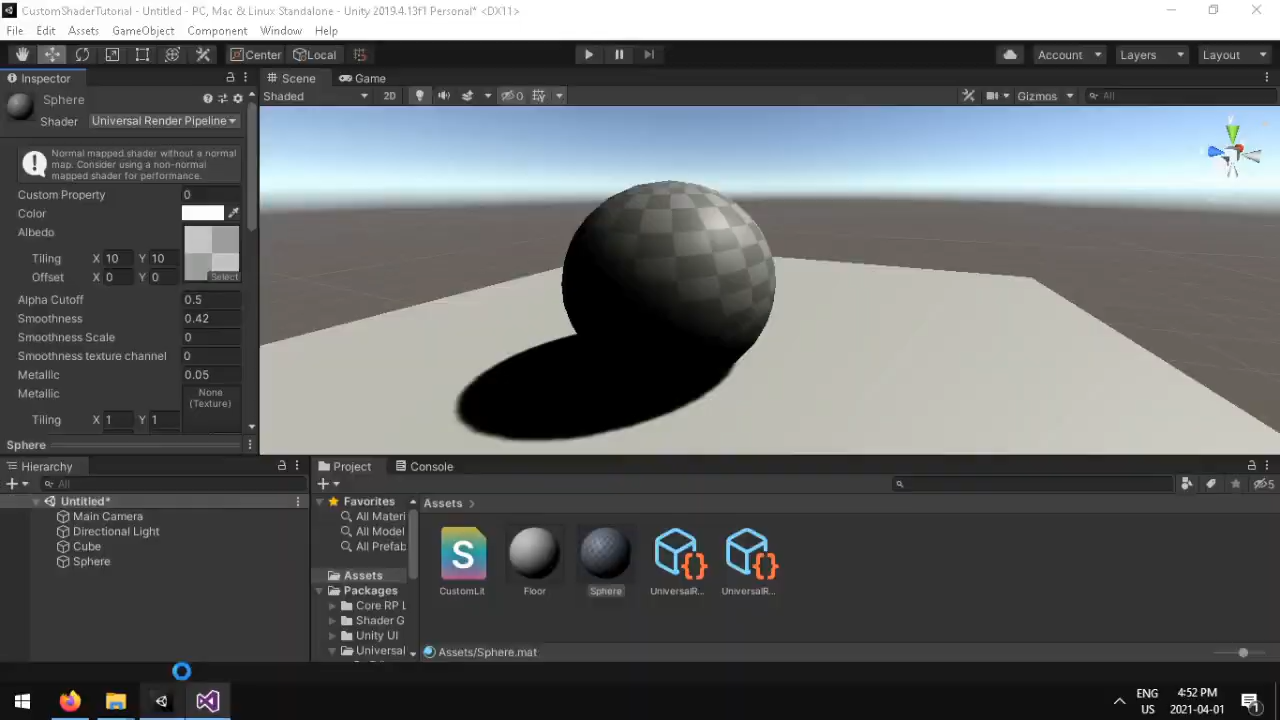 CustomShaderTutorial - Untitled - PC, Mac & Linux Standalone - Unity 2019.4.13f1 Personal* <DX11>
File Edit Assets GameObject Component Window Help
Center Local Account Layers Layout
Inspector
Scene Game
Sphere
Shaded 2D 0 Gizmos All
Shader Universal Render Pipeline
Normal mapped shader without a normal
map. Consider using a non-normal
mapped shader for performance.
Custom Property 0
Color
Albedo
Tiling X 10 Y 10
Offset X 0 Y 0
Select
Alpha Cutoff 0.5
Smoothness 0.42
Smoothness Scale 0
Smoothness texture channel 0
Metallic 0.05
Metallic
None
(Texture)
Tiling X 1 Y 1
Sphere
Hierarchy
All
Untitled*
Main Camera
Directional Light
Cube
Sphere
Project Console
5
Favorites
All Materi
All Model
All Prefab
Assets
Packages
Core RP L
Shader G
Unity UI
Universal
Assets
S
CustomLit
Floor
Sphere
UniversalR...
UniversalR...
Assets/Sphere.mat
ENG
US
4:52 PM
2021-04-01
1